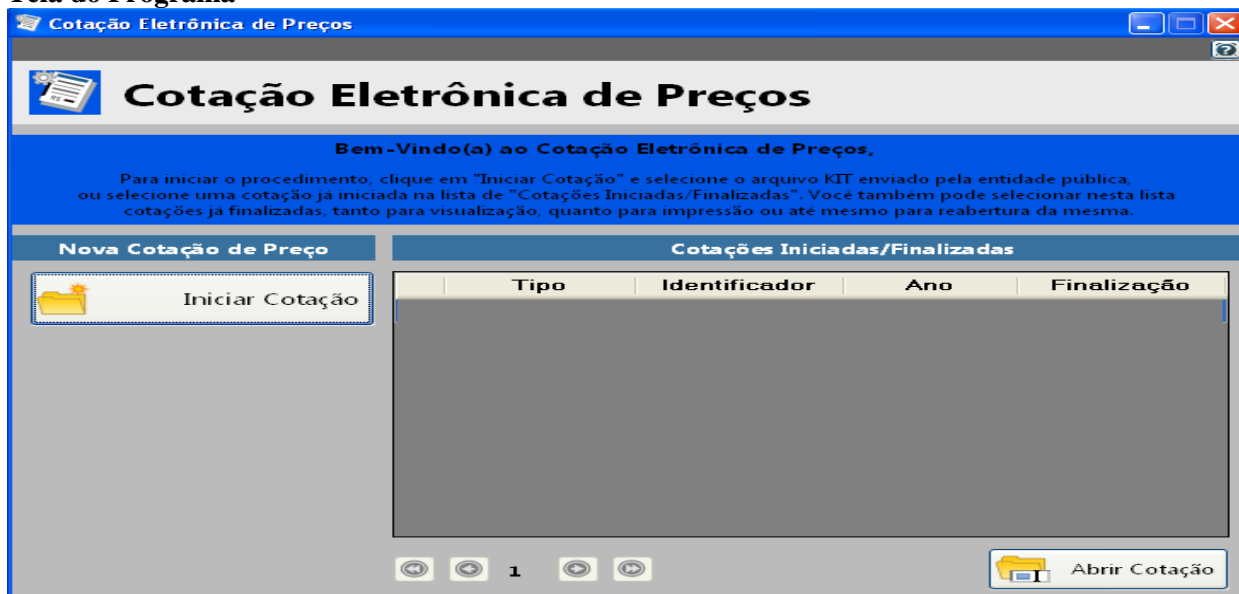 Tela do Programa
Cotação Eletrônica de Preços
Cotação Eletrônica de Preços
Bem-Vindo(a) ao Cotação Eletrônica de Preços,
Para iniciar o procedimento, clique em "Iniciar Cotação" e selecione o arquivo KIT enviado pela entidade pública,
ou selecione uma cotação já iniciada na lista de "Cotações Iniciadas/Finalizadas". Você também pode selecionar nesta lista
cotações já finalizadas, tanto para visualização, quanto para impressão ou até mesmo para reabertura da mesma.
Nova Cotação de Preço
Cotações Iniciadas/Finalizadas
Iniciar Cotação
Tipo Identificador Ano Finalização
1
Abrir Cotação